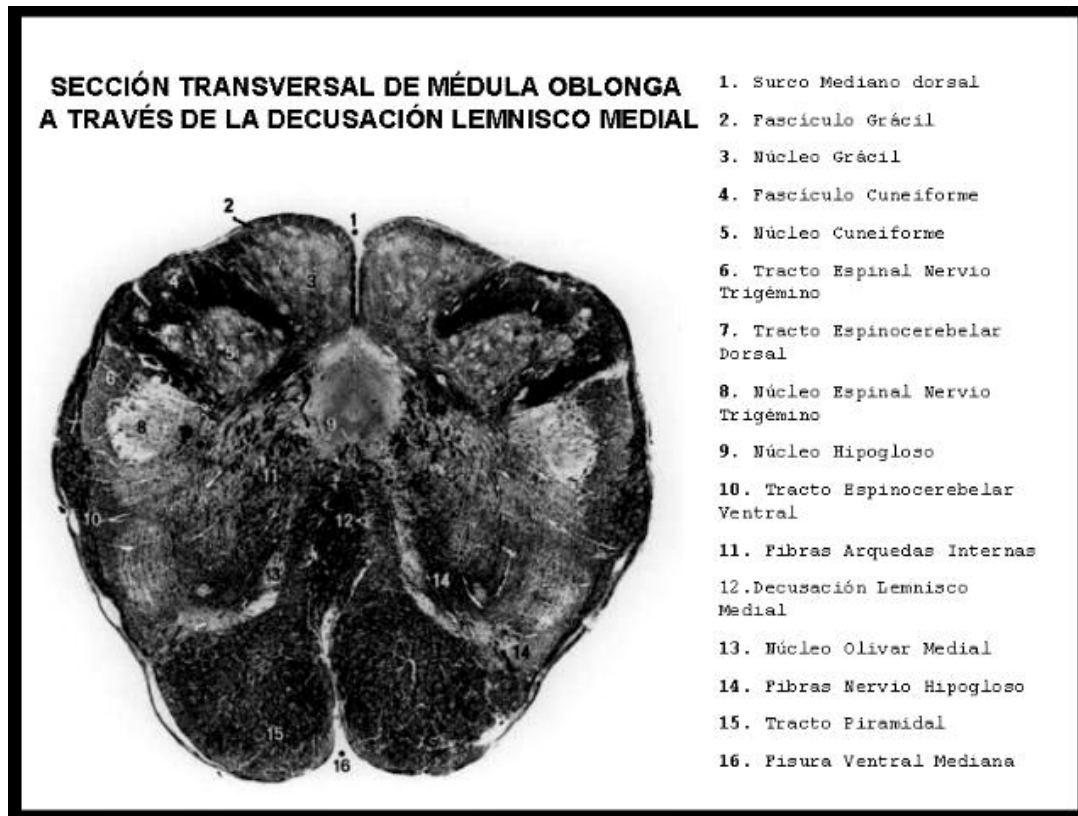 SECCIÓN TRANSVERSAL DE MÉDULA OBLONGA
A TRAVÉS DE LA DECUSACIÓN LEMNISCO MEDIAL
1. Surco Mediano dorsal
2. Fascículo Grácil
3. Núcleo Grácil
4. Fascículo Cuneiforme
5. Núcleo Cuneiforme
6. Tracto Espinal Nervio
Trigémino
7. Tracto Espinocerebelar
Dorsal
8. Núcleo Espinal Nervio
Trigémino
9. Núcleo Hipogloso
10. Tracto Espinocerebelar
Ventral
11. Fibras Arquedas Internas
12.Decusación Lemnisco
Medial
13. Núcleo Olivar Medial
14. Fibras Nervio Hipogloso
15. Tracto Piramidal
16. Fisura Ventral Mediana
2
1
3
4
5
6
7
8
9
11
10
12
13
14
14
15
16